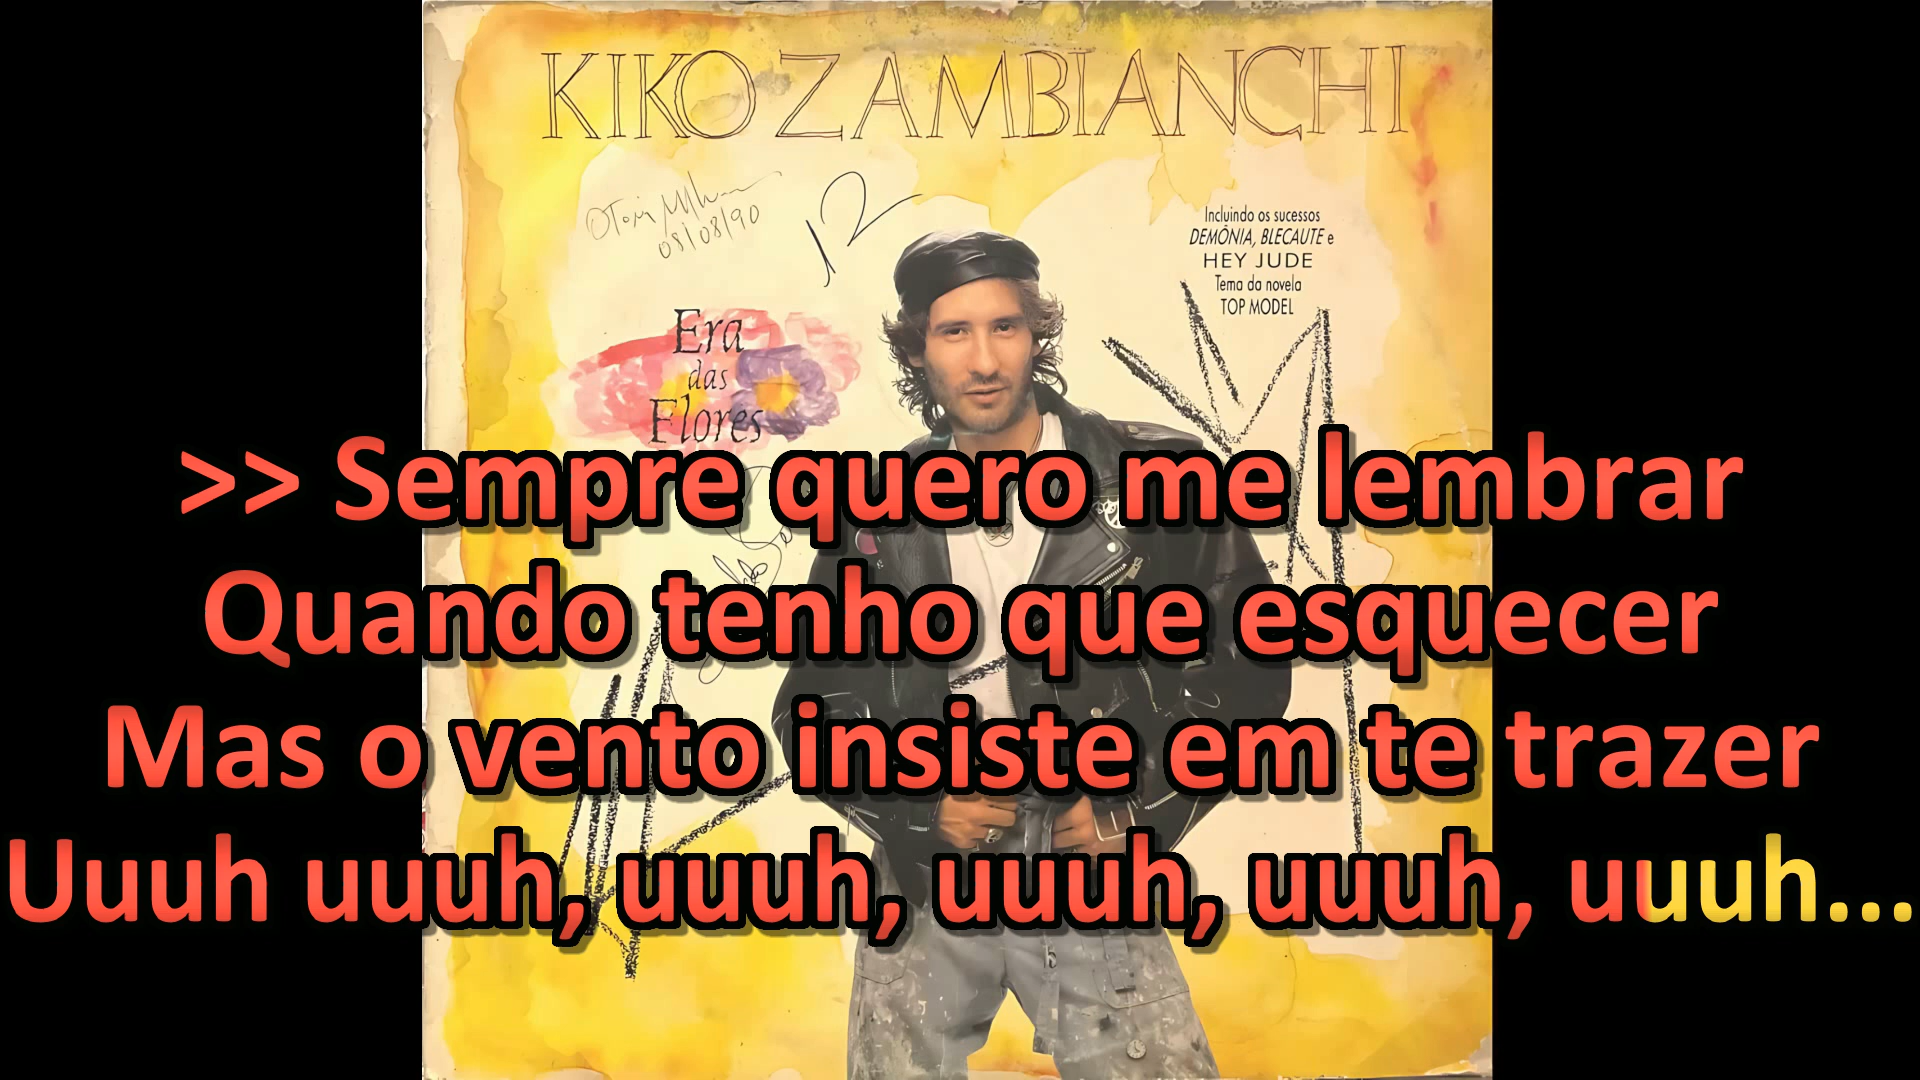 KIKO ZAMBIANCHI
08/08/90
Incluindo os sucessos
DEMÔNIA, BLECAUTE e
HEY JUDE
Tema da novela
TOP MODEL
Era
das
Flores
>> Sempre quero me lembrar
Quando tenho que esquecer
Mas o vento insiste em te trazer
Uuuh uuuh, uuuh, uuuh, uuuh, uuuh...